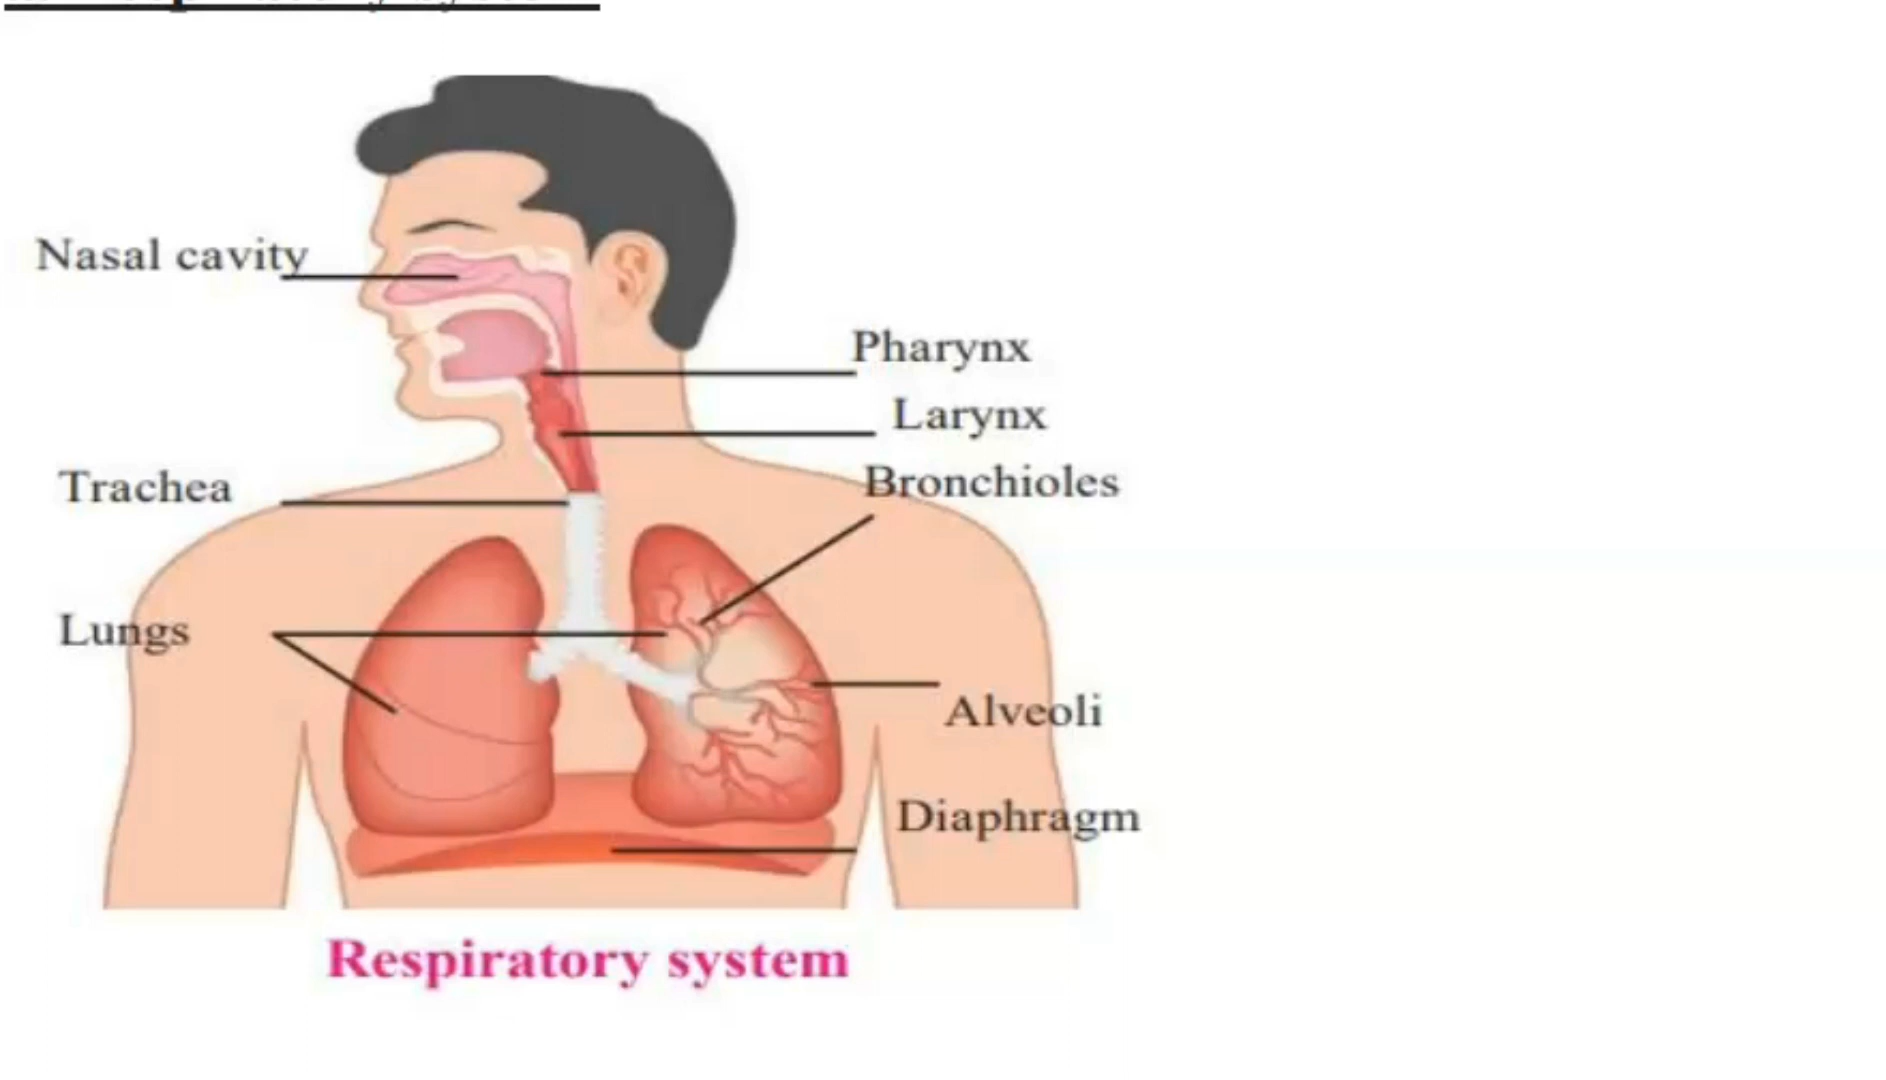 Nasal cavity
Pharynx
Larynx
Bronchioles
Trachea
Lungs
Alveoli
Diaphragm
Respiratory system